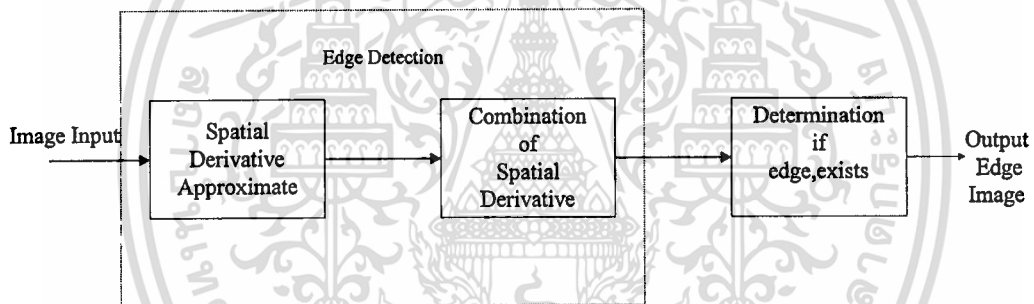 Edge Detection
Image Input
Spatial
Derivative
Approximate
Combination
of
Spatial
Derivative
Determination
if
edge,exists
Output
Edge
Image